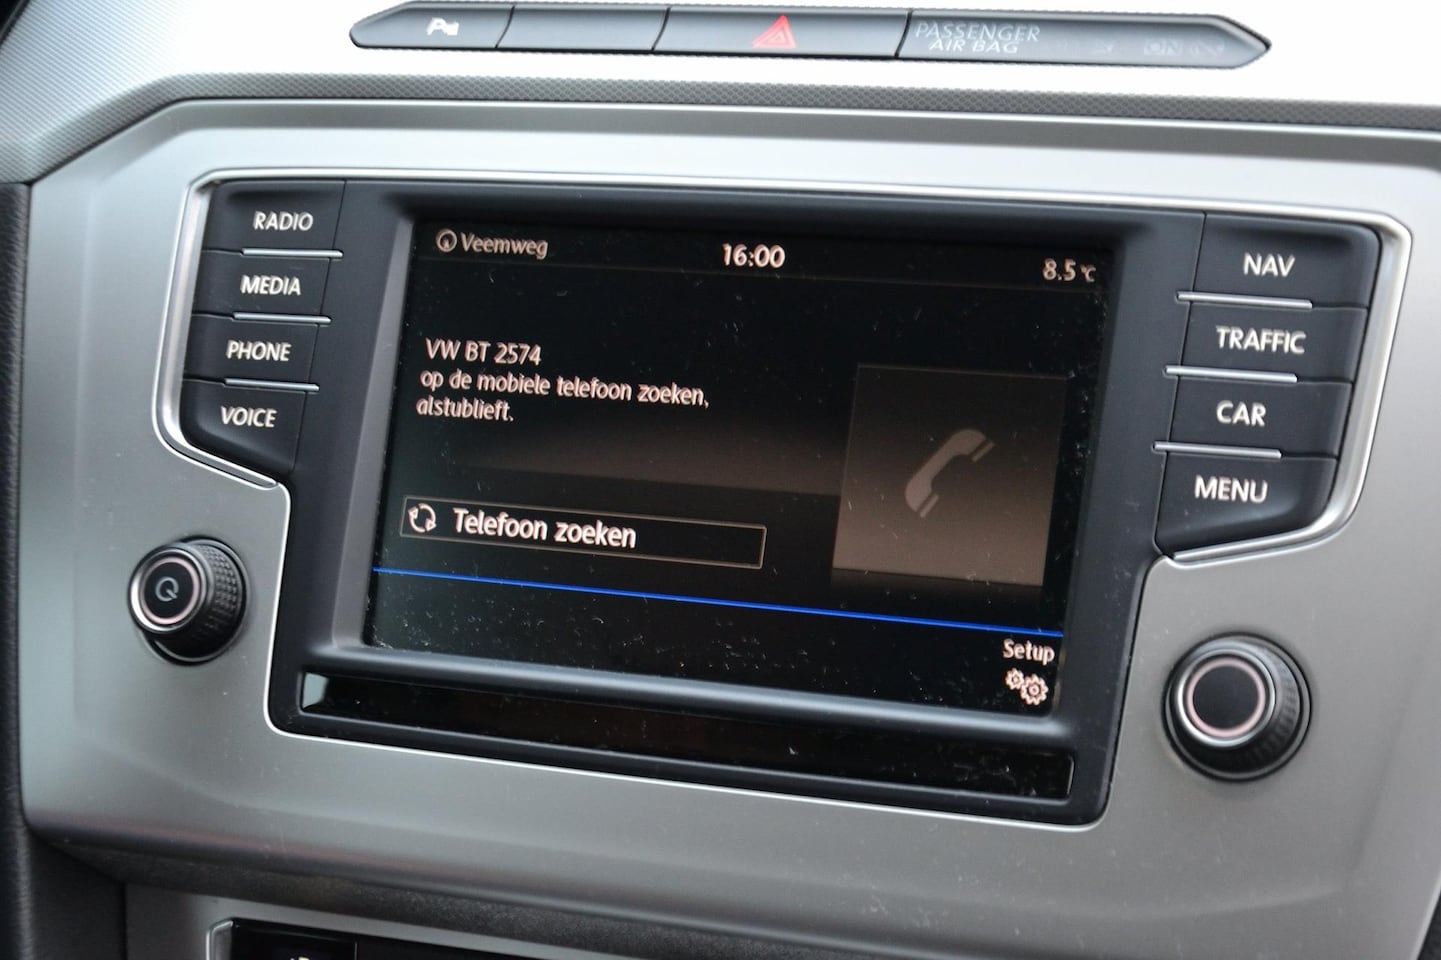 PASSENGER
AIR BAG
ON
RADIO
MEDIA
PHONE
VOICE
Veemweg
16:00
8.5°C
VW BT 2574
op de mobiele telefoon zoeken,
alstublieft.
Telefoon zoeken
Setup
NAV
TRAFFIC
CAR
MENU